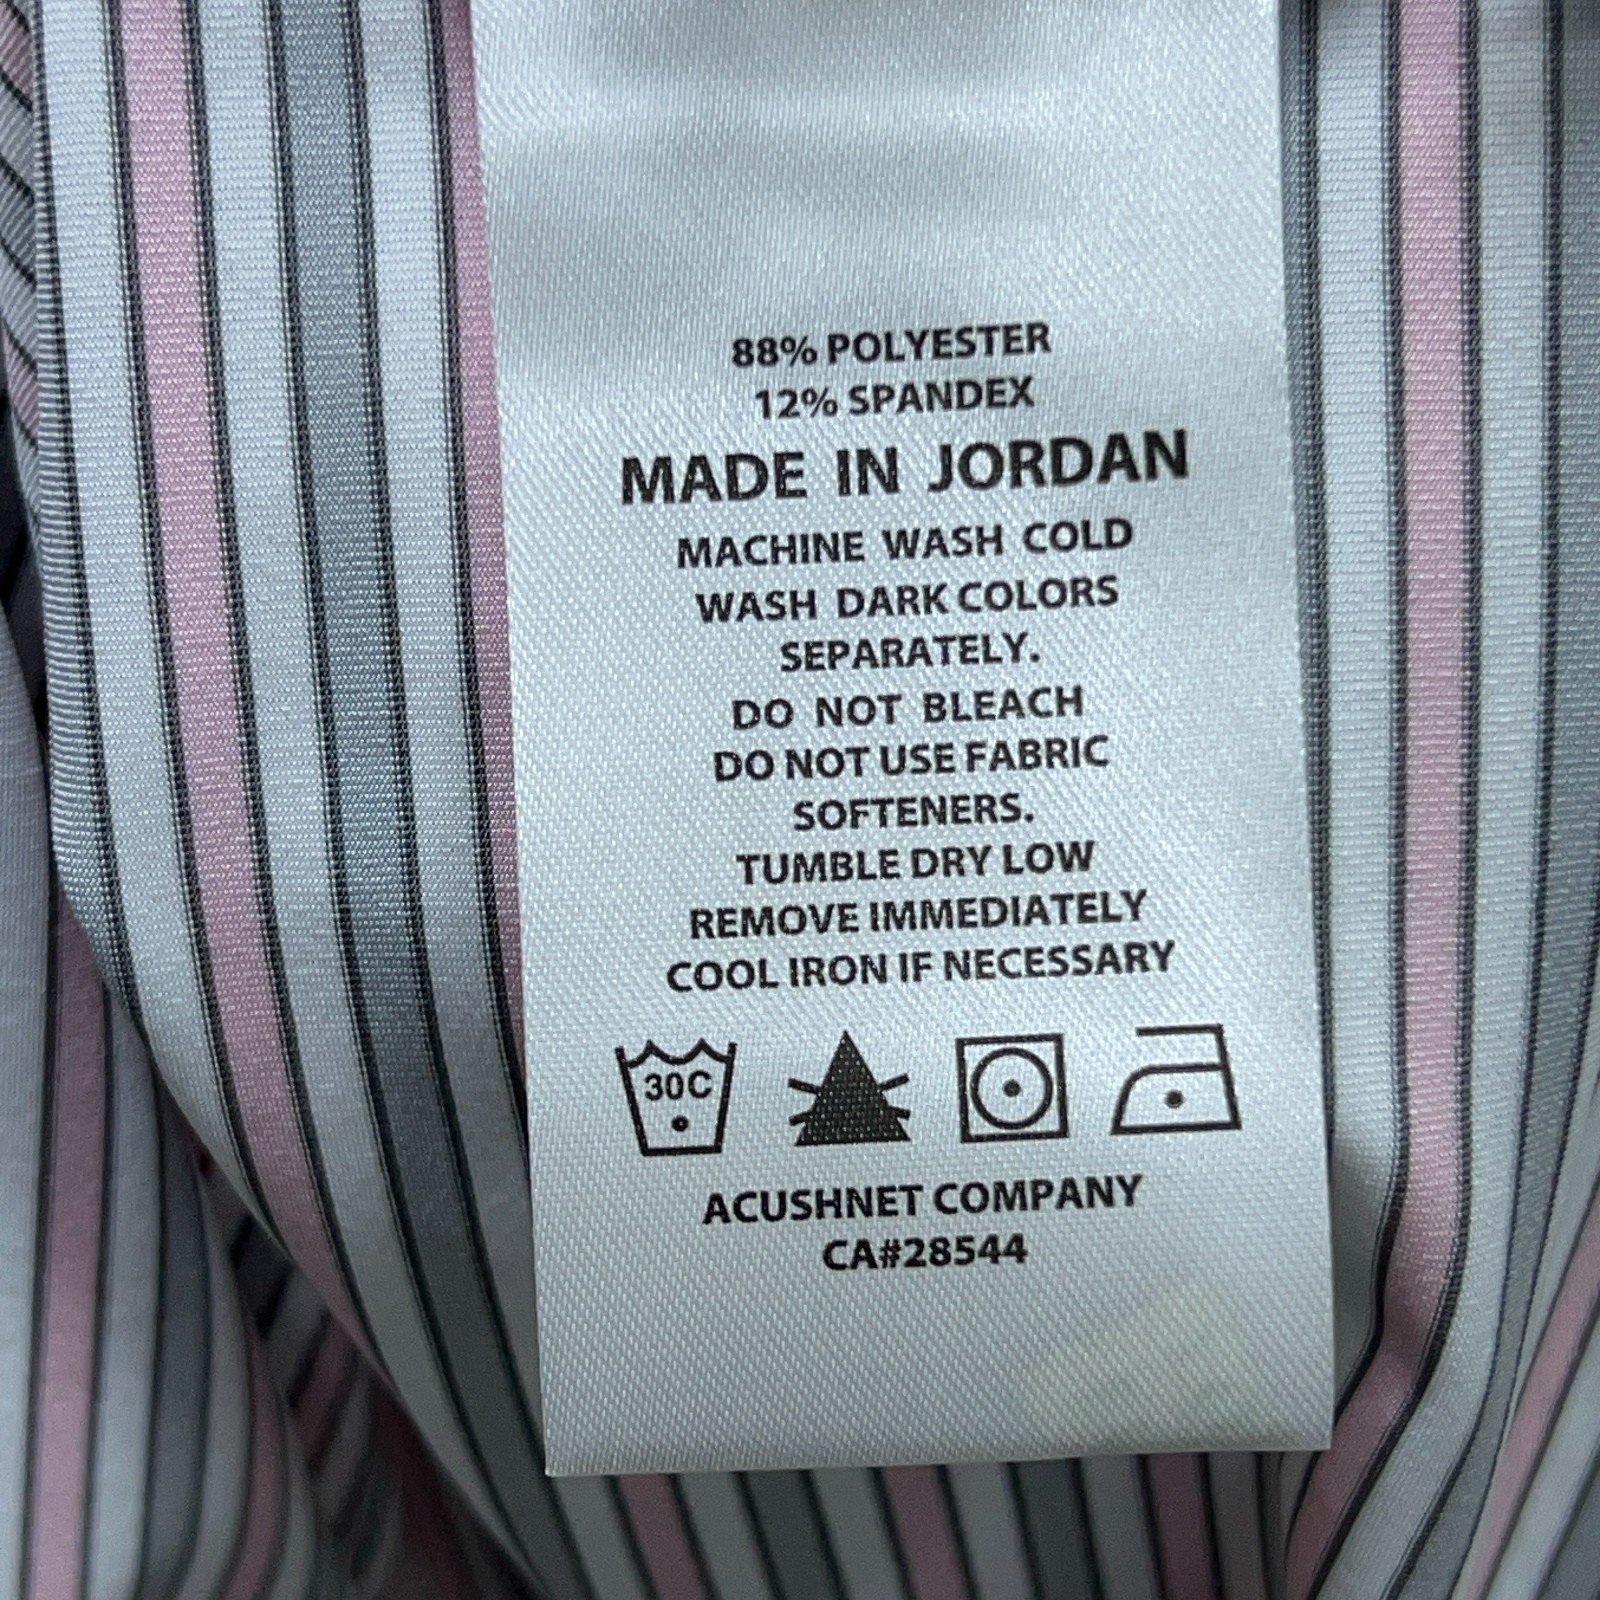 88% POLYESTER
12% SPANDEX
MADE IN JORDAN
MACHINE WASH COLD
WASH DARK COLORS
SEPARATELY.
DO NOT BLEACH
DO NOT USE FABRIC
SOFTENERS.
TUMBLE DRY LOW
REMOVE IMMEDIATELY
COOL IRON IF NECESSARY
30C
ACUSHNET COMPANY
CA#28544